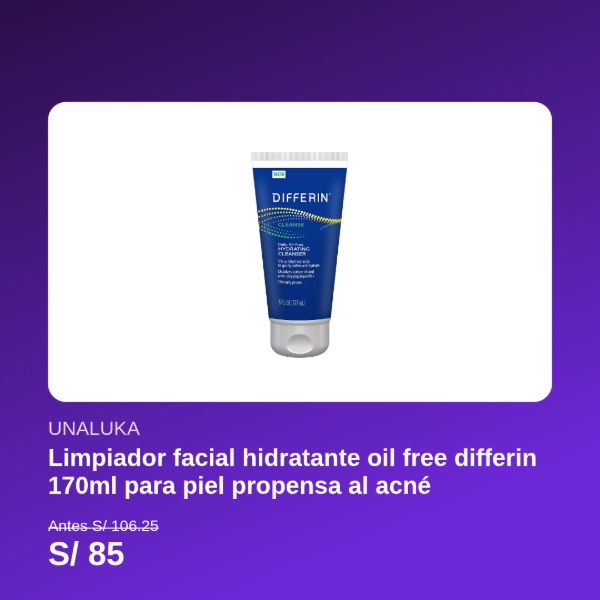 NEW
DIFFERIN
CLEANSE
Daily Oil-Free
HYDRATING
CLEANSER
UNALUKA
Limpiador facial hidratante oil free differin
170ml para piel propensa al acné
Antes S/ 106.25
S/ 85